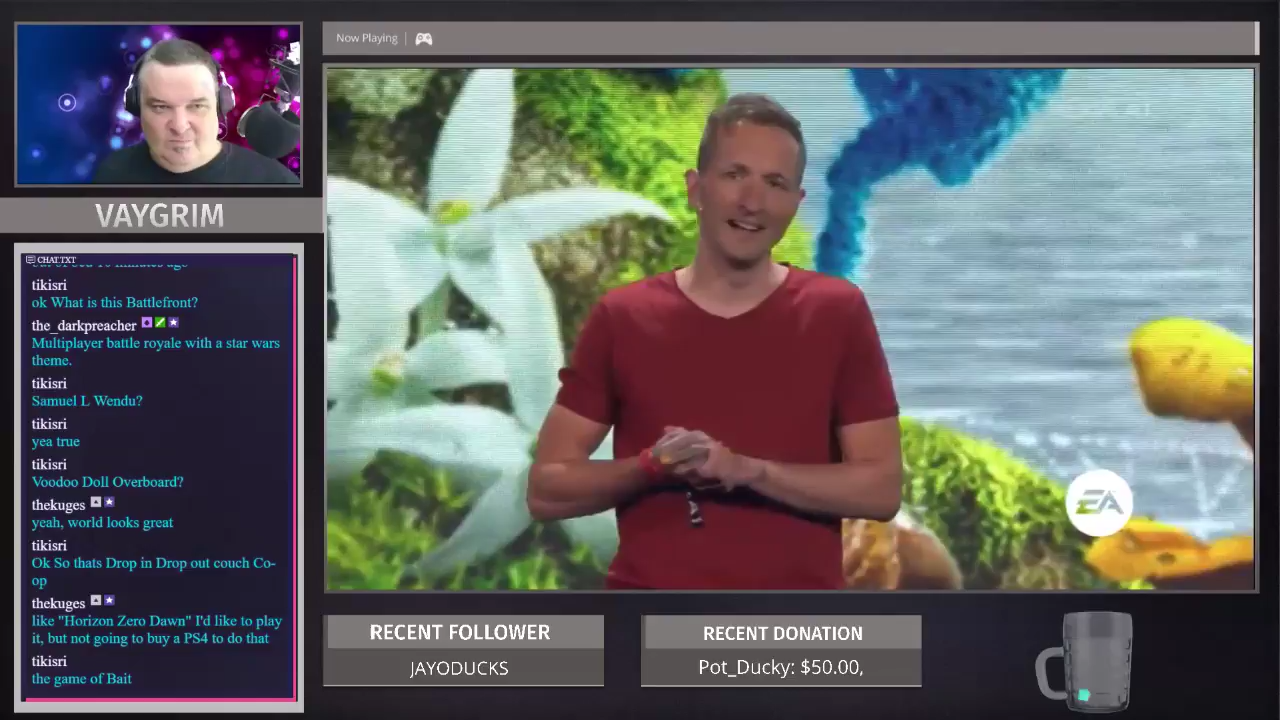 Now Playing |
VAYGRIM
CHAT.TXT
tikisri
ok What is this Battlefront?
the_darkpreacher
Multiplayer battle royale with a star wars
theme.
tikisri
Samuel L Wendu?
tikisri
yea true
tikisri
Voodoo Doll Overboard?
thekuges
yeah, world looks great
tikisri
Ok So thats Drop in Drop out couch Co-
op
thekuges
like "Horizon Zero Dawn" I'd like to play
it, but not going to buy a PS4 to do that
tikisri
the game of Bait
EA
RECENT FOLLOWER
JAYODUCKS
RECENT DONATION
Pot_Ducky: $50.00,